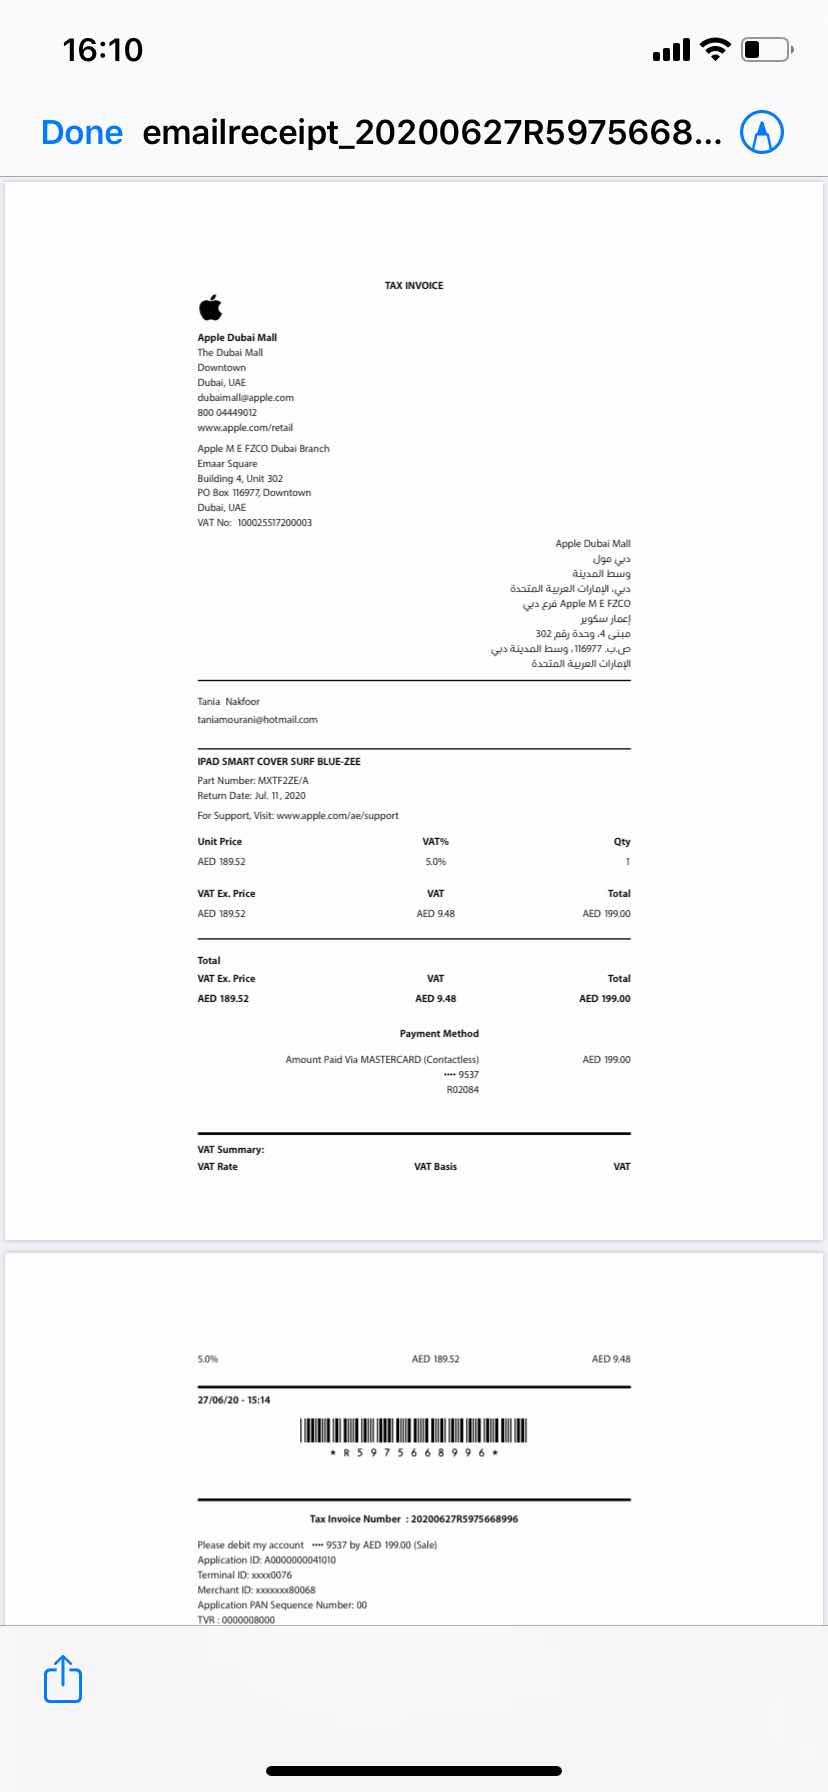 16:10
Done emailreceipt_20200627R5975668...
TAX INVOICE
Apple Dubai Mall
The Dubai Mall
Downtown
Dubai, UAE
dubaimall@apple.com
800 04449012
www.apple.com/retail
Apple M E FZCO Dubai Branch
Emaar Square
Building 4, Unit 302
PO Box 116977, Downtown
Dubai, UAE
VAT No: 100025517200003
Apple Dubai Mall
دبي مول
وسط المدينة
دبي، الإمارات العربية المتحدة
Apple M E FZCO فرع دبي
إعمار سكوير
مبنى 4، وحدة رقم 302
ص.ب. 116977، وسط المدينة دبي
الإمارات العربية المتحدة
Tania Nakfoor
taniamourani@hotmail.com
IPAD SMART COVER SURF BLUE-ZEE
Part Number: MXTF2ZE/A
Return Date: Jul. 11, 2020
For Support, Visit: www.apple.com/ae/support
Unit Price VAT% Qty
AED 189.52 5.0% 1
VAT Ex. Price VAT Total
AED 189.52 AED 9.48 AED 199.00
Total
VAT Ex. Price VAT Total
AED 189.52 AED 9.48 AED 199.00
Payment Method
Amount Paid Via MASTERCARD (Contactless) AED 199.00
•••• 9537
R02084
VAT Summary:
VAT Rate VAT Basis VAT
5.0% AED 189.52 AED 9.48
27/06/20 - 15:14
* R 5 9 7 5 6 6 8 9 9 6 *
Tax Invoice Number : 20200627R5975668996
Please debit my account •••• 9537 by AED 199.00 (Sale)
Application ID: A0000000041010
Terminal ID: xxxx0076
Merchant ID: xxxxxxx80068
Application PAN Sequence Number: 00
TVR : 0000008000